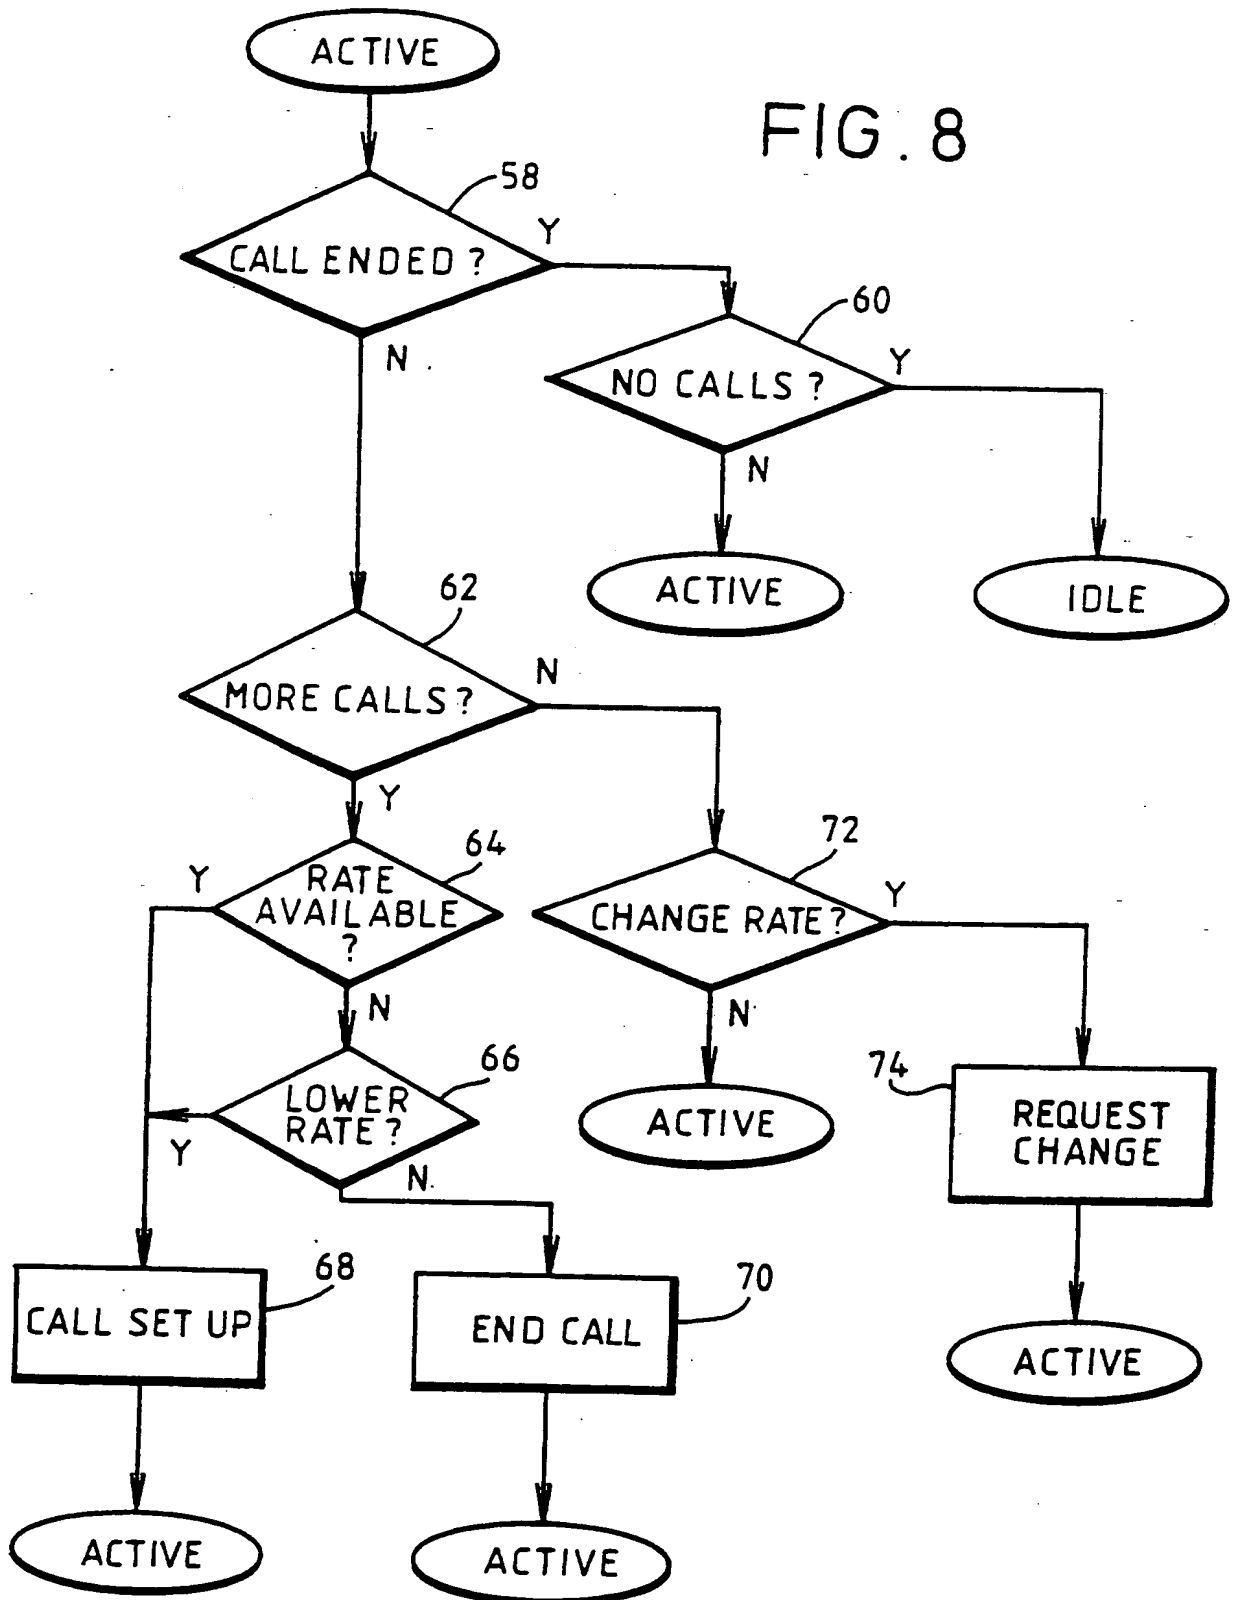 ACTIVE
FIG. 8
58
CALL ENDED ?
Y
N
60
NO CALLS ?
Y
N
ACTIVE
IDLE
62
MORE CALLS ?
N
Y
64
RATE
AVAILABLE
?
Y
N
72
CHANGE RATE ?
Y
N
66
LOWER
RATE ?
Y
N
ACTIVE
74
REQUEST
CHANGE
68
CALL SET UP
70
END CALL
ACTIVE
ACTIVE
ACTIVE